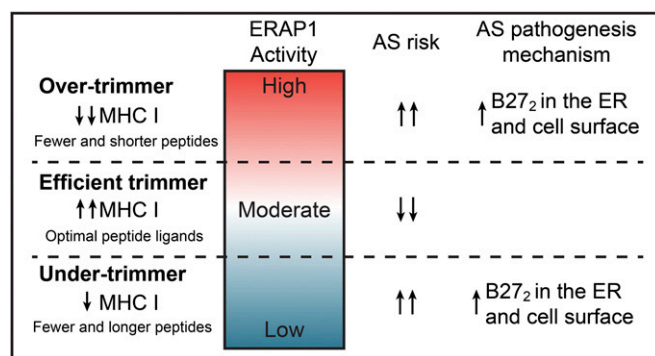 ERAP1
Activity
AS risk
AS pathogenesis
mechanism
Over-trimmer
↓↓MHC I
Fewer and shorter peptides
High
↑↑
↑B27₂ in the ER
and cell surface
Efficient trimmer
↑↑MHC I
Optimal peptide ligands
Moderate
↓↓
Under-trimmer
↓ MHC I
Fewer and longer peptides
Low
↑↑
↑B27₂ in the ER
and cell surface